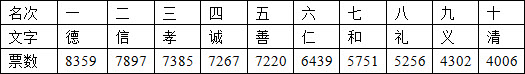 名次 一 二 三 四 五 六 七 八 九 十
文字 德 信 孝 诚 善 仁 和 礼 义 清
票数 8359 7897 7385 7267 7220 6439 5751 5256 4302 4006